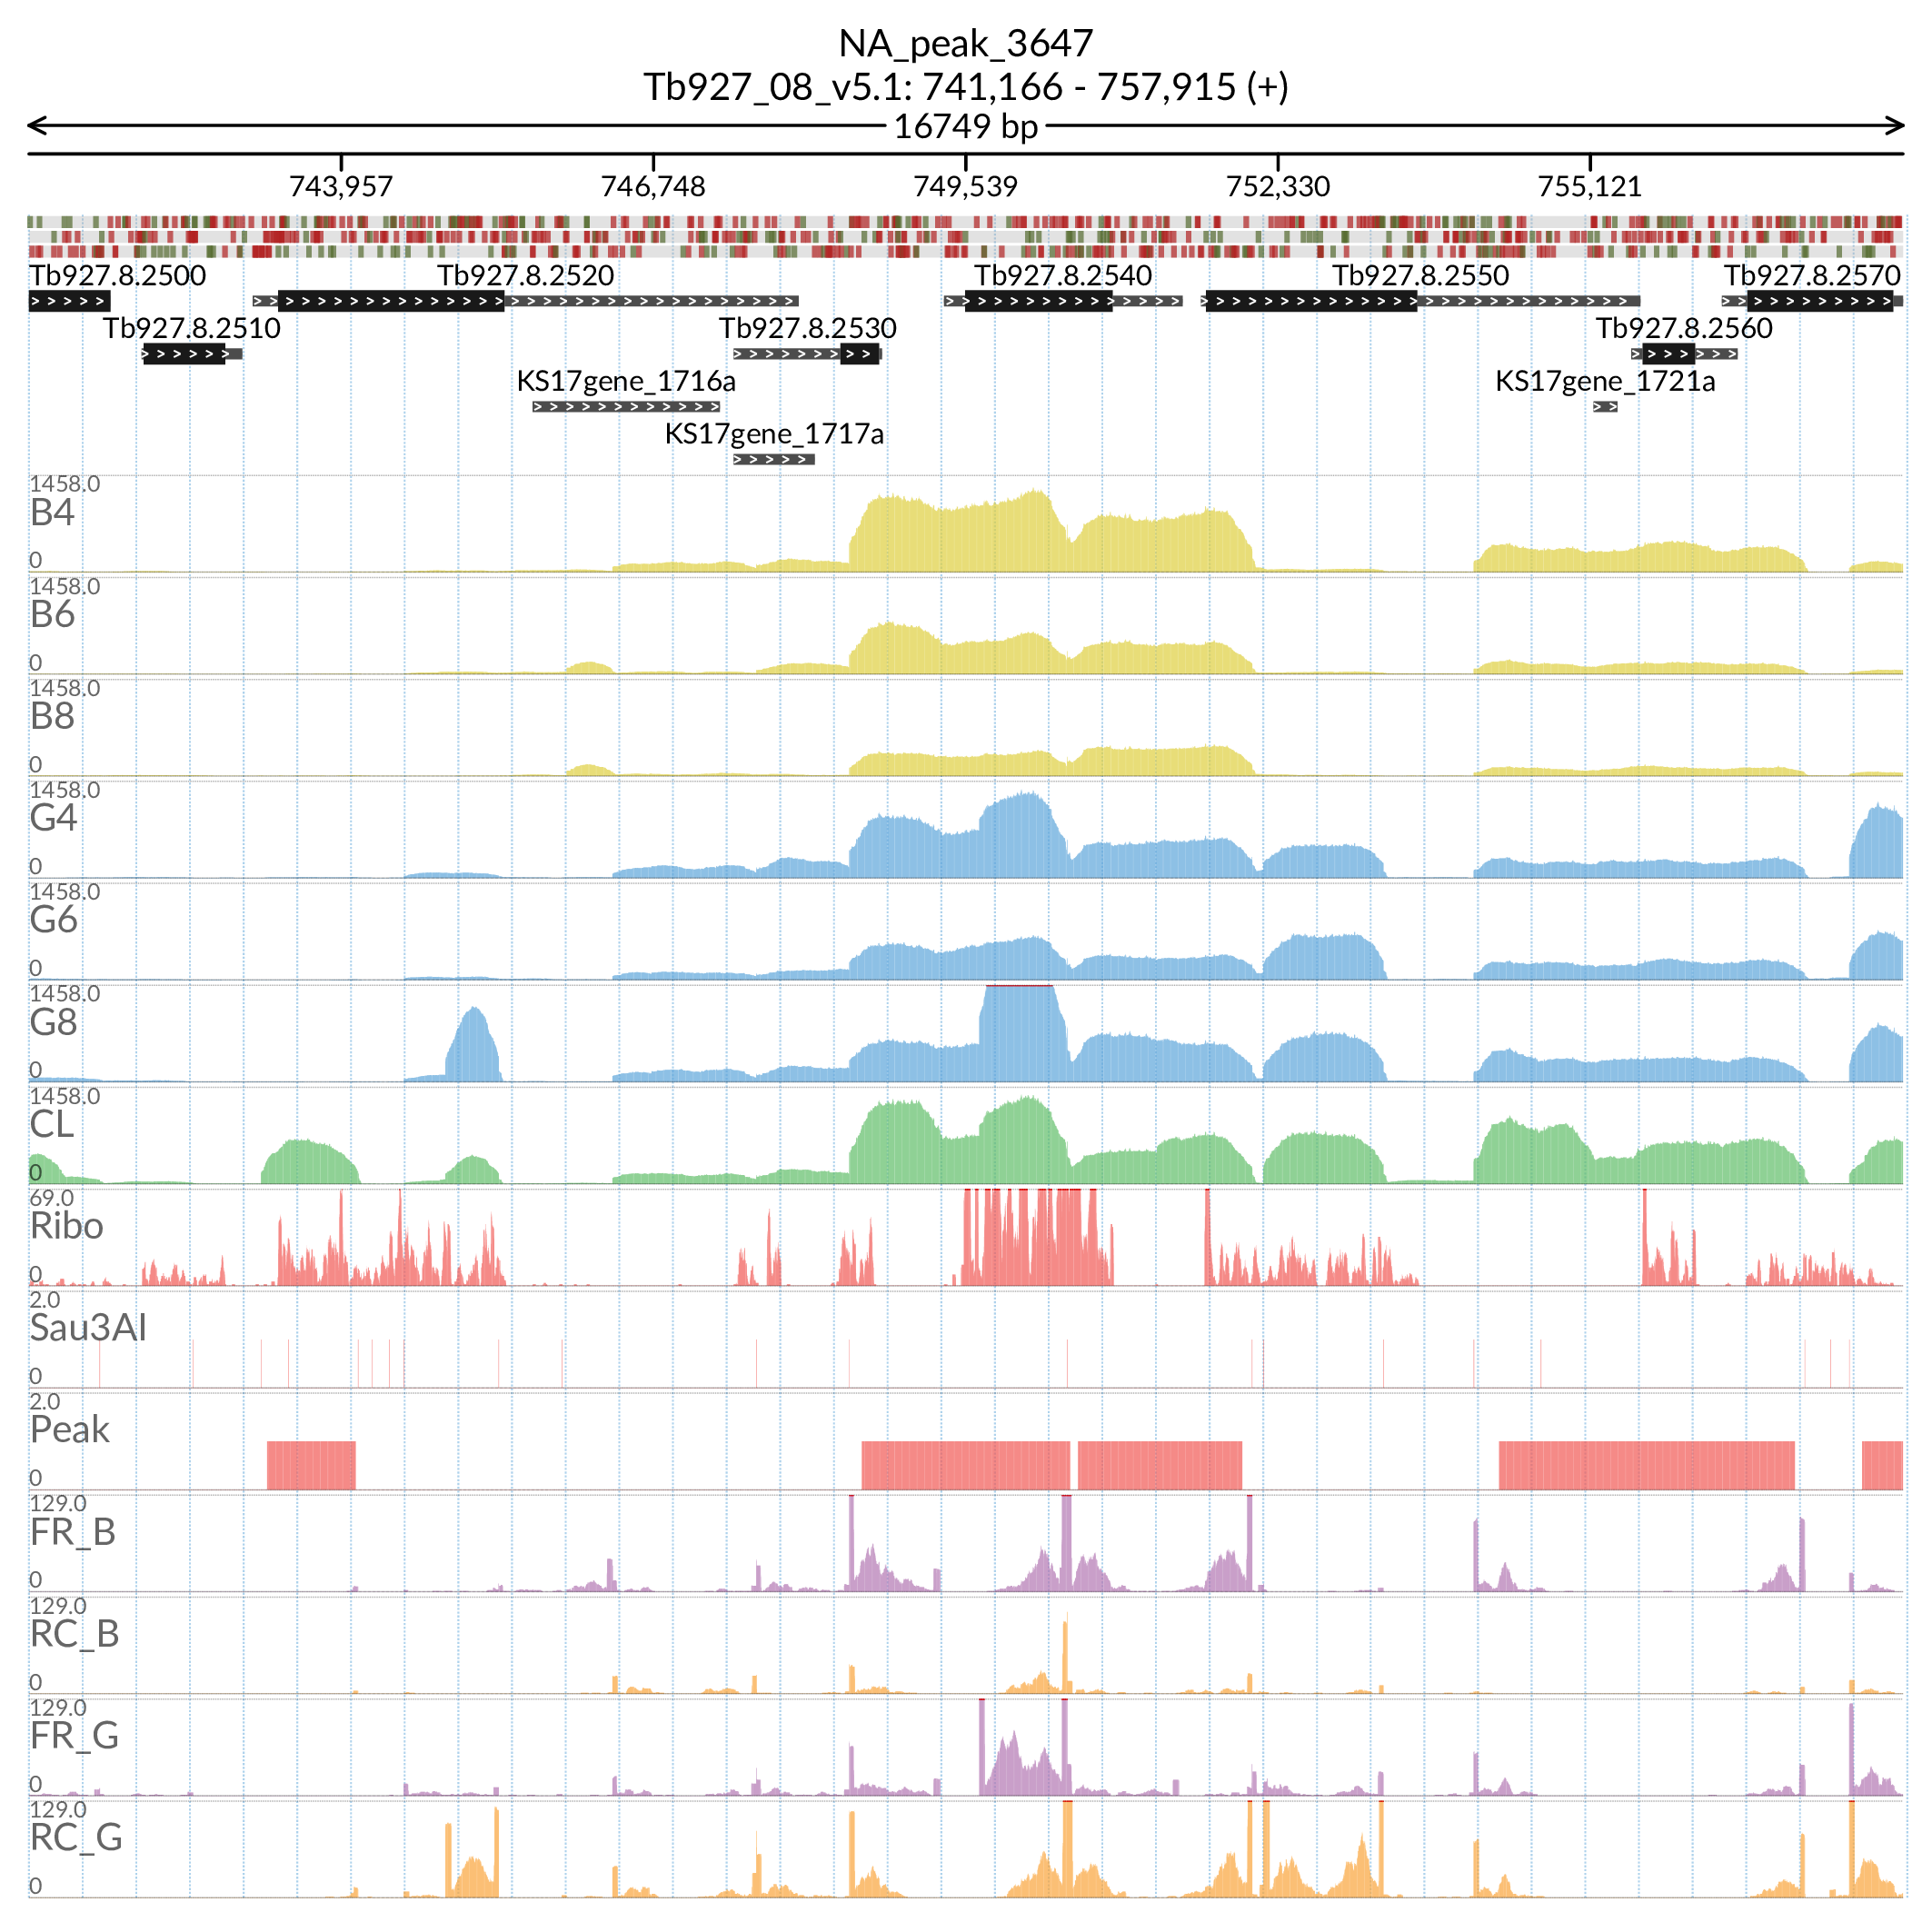 NA_peak_3647
Tb927_08_v5.1: 741,166 - 757,915 (+)
16749 bp
743,957 746,748 749,539 752,330 755,121
Tb927.8.2500 Tb927.8.2520 Tb927.8.2540 Tb927.8.2550 Tb927.8.2570
Tb927.8.2510 Tb927.8.2530 Tb927.8.2560
KS17gene_1716a KS17gene_1721a
KS17gene_1717a
1458.0
B4
0
1458.0
B6
0
1458.0
B8
0
1458.0
G4
0
1458.0
G6
0
1458.0
G8
0
1458.0
CL
0
69.0
Ribo
0
2.0
Sau3AI
0
2.0
Peak
0
129.0
FR_B
0
129.0
RC_B
0
129.0
FR_G
0
129.0
RC_G
0